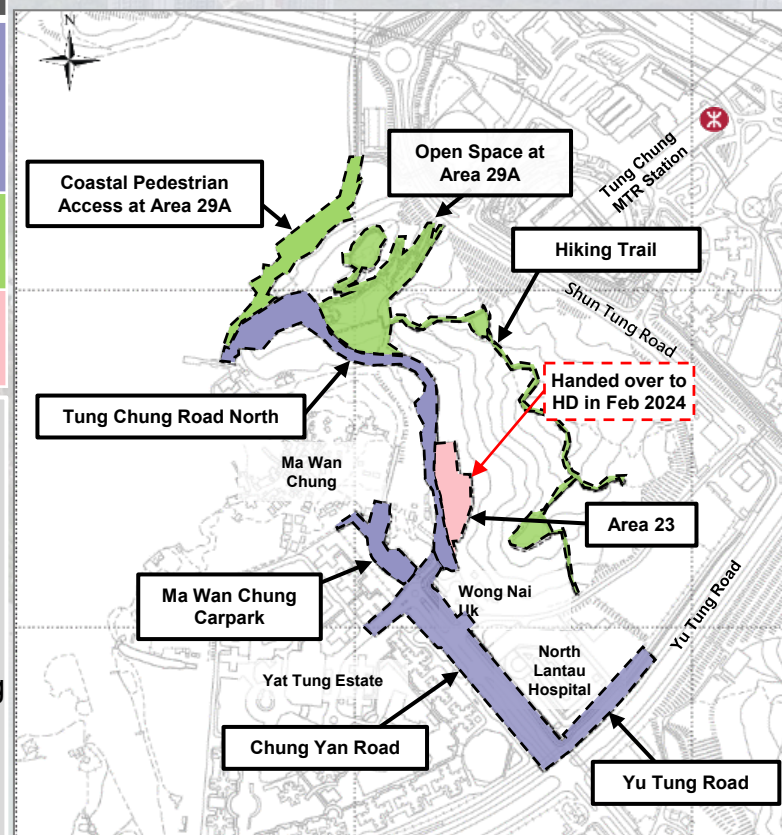 N
Coastal Pedestrian
Access at Area 29A
Open Space at
Area 29A
Tung Chung
MTR Station
Hiking Trail
Shun Tung Road
Handed over to
HD in Feb 2024
Tung Chung Road North
Ma Wan
Chung
Area 23
Ma Wan Chung
Carpark
Wong Nai
Uk
Yu Tung Road
North
Lantau
Hospital
Yat Tung Estate
g
Chung Yan Road
Yu Tung Road